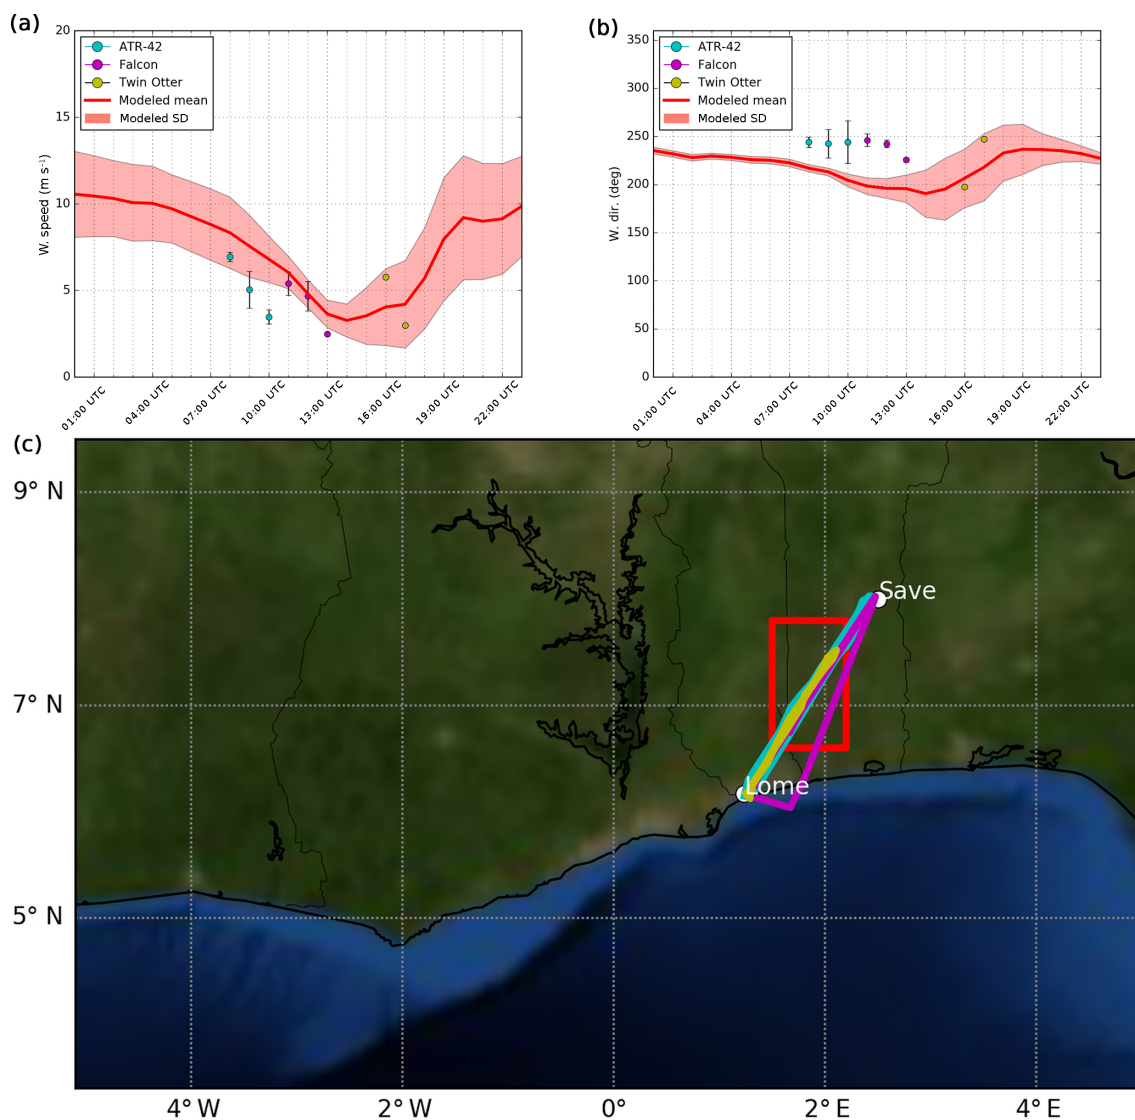 (a)
20
15
10
5
0
W. speed (m s⁻¹)
ATR-42
Falcon
Twin Otter
Modeled mean
Modeled SD
01:00 UTC
04:00 UTC
07:00 UTC
10:00 UTC
13:00 UTC
16:00 UTC
19:00 UTC
22:00 UTC
(b)
350
300
250
200
150
100
50
0
W. dir. (deg)
ATR-42
Falcon
Twin Otter
Modeled mean
Modeled SD
01:00 UTC
04:00 UTC
07:00 UTC
10:00 UTC
13:00 UTC
16:00 UTC
19:00 UTC
22:00 UTC
(c)
9° N
7° N
5° N
Save
Lome
4° W
2° W
0°
2° E
4° E